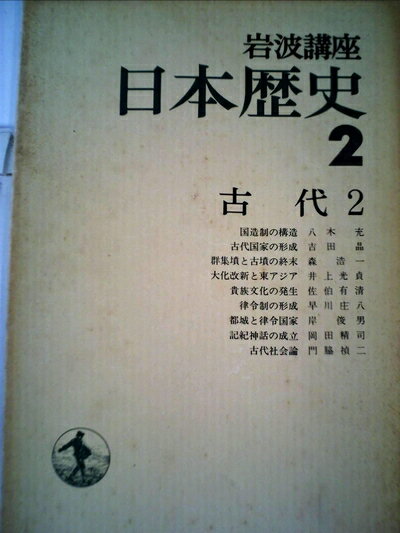 岩波講座
日本歴史
2
古代2
国造制の構造 八木 充
古代国家の形成 吉田 晶
群集墳と古墳の終末 森 浩一
大化改新と東アジア 井上光貞
貴族文化の発生 佐伯有清
律令制の形成 早川庄八
都城と律令国家 岸 俊男
記紀神話の成立 岡田精司
古代社会論 門脇禎二